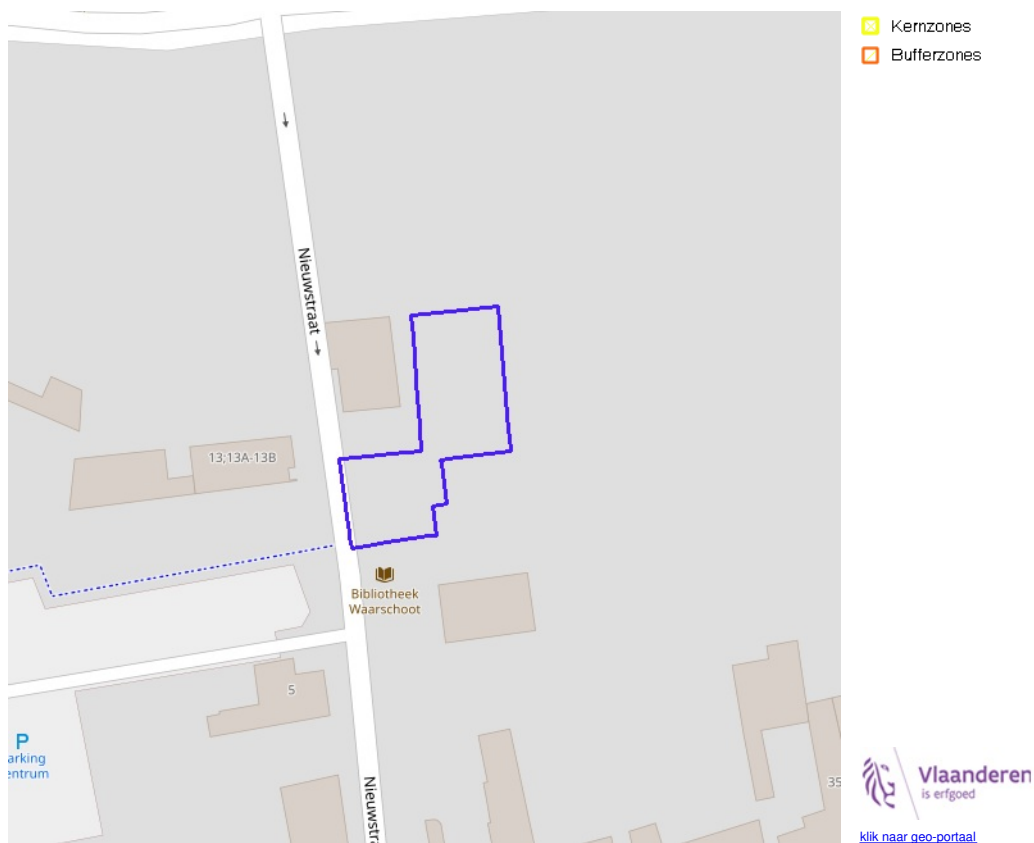 Kernzones
Bufferzones
Nieuwstraat
13;13A-13B
Bibliotheek
Waarschoot
5
P
arking
entrum
Nieuwstra
35
Vlaanderen
is erfgoed
klik naar geo-portaal